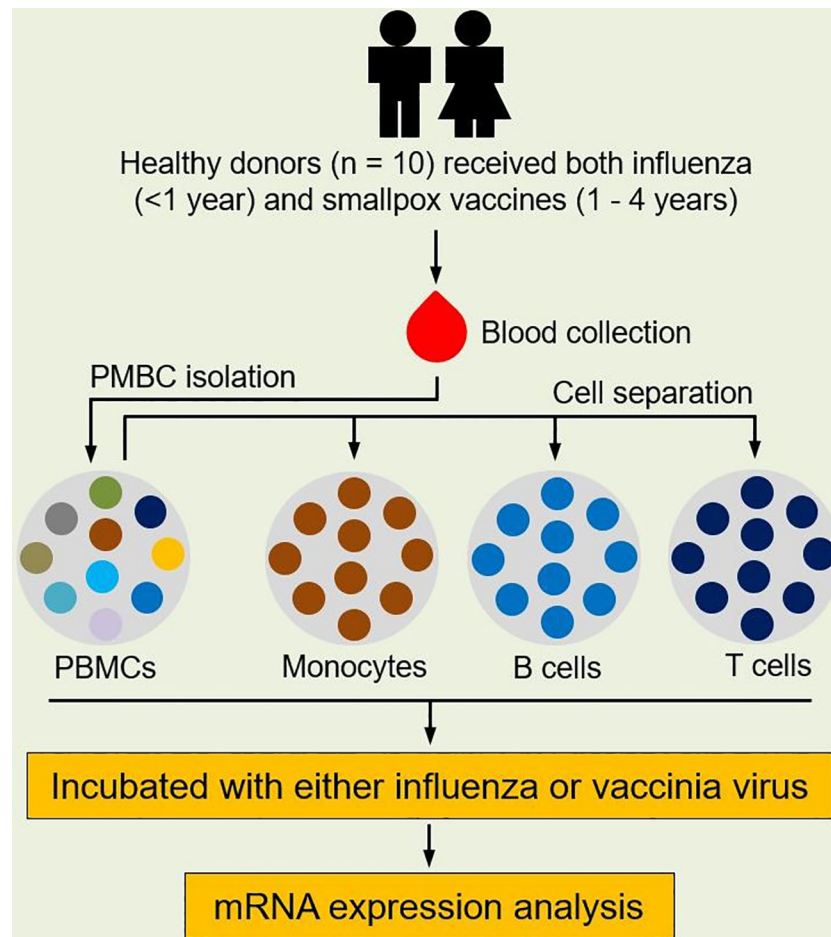 Healthy donors (n = 10) received both influenza
(<1 year) and smallpox vaccines (1 - 4 years)
Blood collection
PMBC isolation
Cell separation
PBMCs
Monocytes
B cells
T cells
Incubated with either influenza or vaccinia virus
mRNA expression analysis